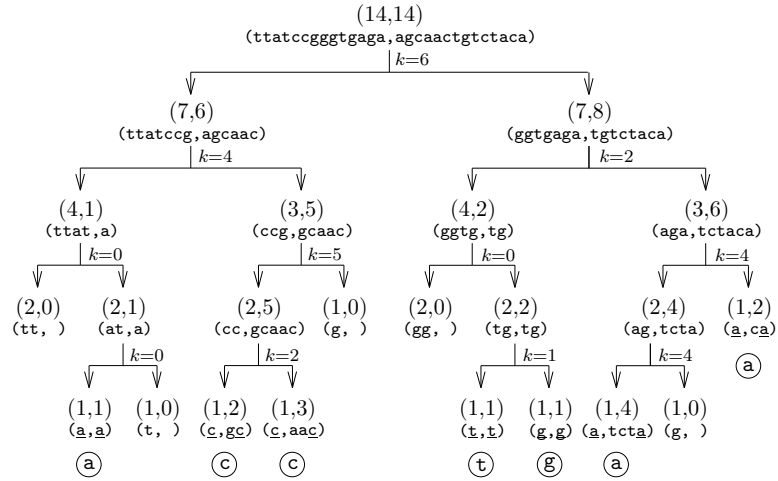 (14,14)
(ttatccgggtgaga,agcaactgtctaca)
k=6
(7,6) (7,8)
(ttatccg,agcaac) (ggtgaga,tgtctaca)
k=4 k=2
(4,1) (3,5) (4,2) (3,6)
(ttat,a) (ccg,gcaac) (ggtg,tg) (aga,tctaca)
k=0 k=5 k=0 k=4
(2,0) (2,1) (2,5) (1,0) (2,0) (2,2) (2,4) (1,2)
(tt, ) (at,a) (cc,gcaac) (g, ) (gg, ) (tg,tg) (ag,tcta) (a,ca)
k=0 k=2 k=1 k=4 a
(1,1) (1,0) (1,2) (1,3) (1,1) (1,1) (1,4) (1,0)
(a,a) (t, ) (c,gc) (c,aac) (t,t) (g,g) (a,tcta) (g, )
a c c t g a